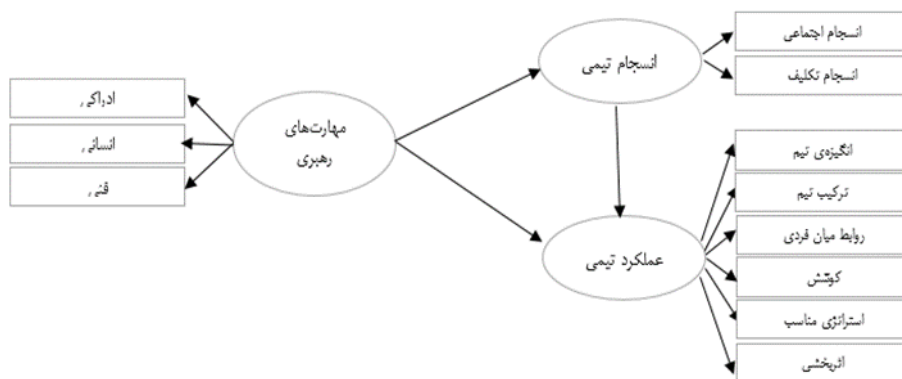 انسجام اجتماعی
انسجام تیمی
انسجام تکلیف
ادراکی
مهارت‌های
رهبری
انسانی
فنی
انگیزه‌ی تیم
ترکیب تیم
روابط میان فردی
عملکرد تیمی
کوشش
استراتژی مناسب
اثربخشی